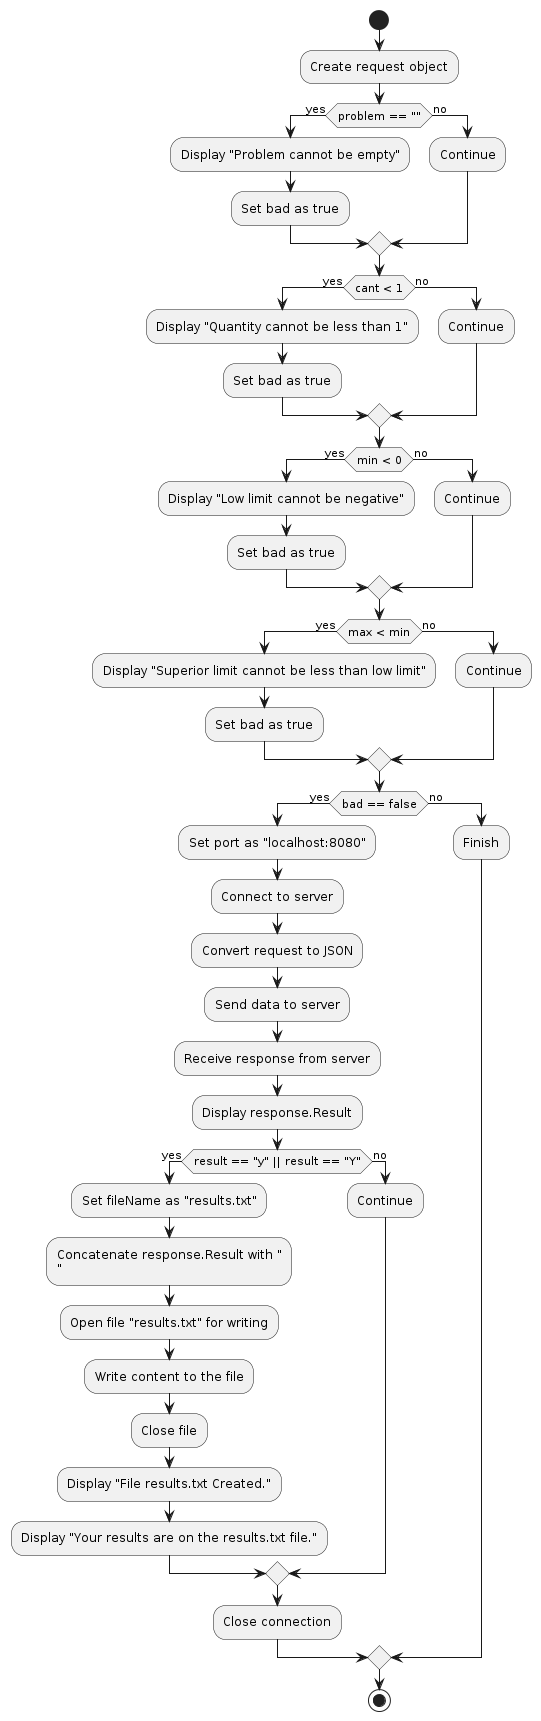 Create request object
yes
problem == ""
no
Display "Problem cannot be empty"
Continue
Set bad as true
yes
cant < 1
no
Display "Quantity cannot be less than 1"
Continue
Set bad as true
yes
min < 0
no
Display "Low limit cannot be negative"
Continue
Set bad as true
yes
max < min
no
Display "Superior limit cannot be less than low limit"
Continue
Set bad as true
yes
bad == false
no
Set port as "localhost:8080"
Finish
Connect to server
Convert request to JSON
Send data to server
Receive response from server
Display response.Result
yes
result == "y" || result == "Y"
no
Set fileName as "results.txt"
Continue
Concatenate response.Result with "
"
Open file "results.txt" for writing
Write content to the file
Close file
Display "File results.txt Created."
Display "Your results are on the results.txt file."
Close connection